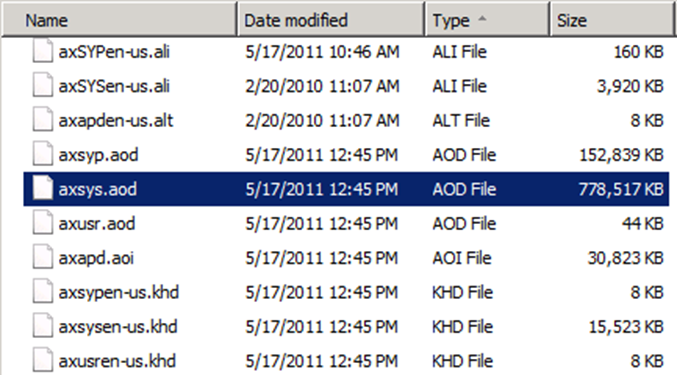 Name Date modified Type Size
axSYPen-us.ali 5/17/2011 10:46 AM ALI File 160 KB
axSYSen-us.ali 2/20/2010 11:07 AM ALI File 3,920 KB
axapden-us.alt 2/20/2010 11:07 AM ALT File 8 KB
axsyp.aod 5/17/2011 12:45 PM AOD File 152,839 KB
axsys.aod 5/17/2011 12:45 PM AOD File 778,517 KB
axusr.aod 5/17/2011 12:45 PM AOD File 44 KB
axapd.aoi 5/17/2011 12:45 PM AOI File 30,823 KB
axsypen-us.khd 5/17/2011 12:45 PM KHD File 8 KB
axsysen-us.khd 5/17/2011 12:45 PM KHD File 15,523 KB
axusren-us.khd 5/17/2011 12:45 PM KHD File 8 KB